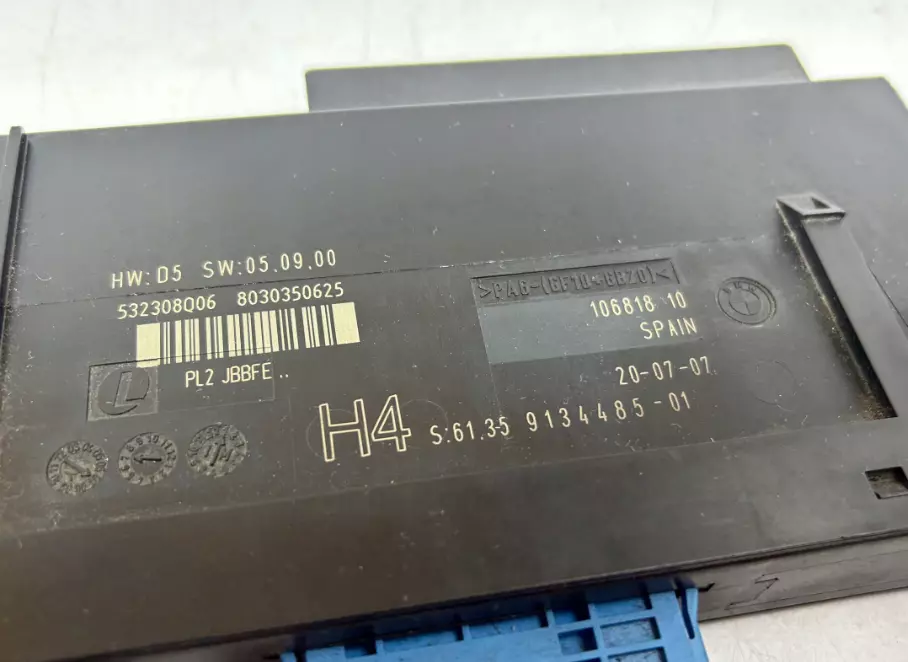 HW: D5 SW:05.09.00
532308Q06 8030350625
PL2 JBBFE ..
H4 S:61.35 9134485-01
>PA6-(GF10+GB20)<
106818 10
SPAIN
20-07-07